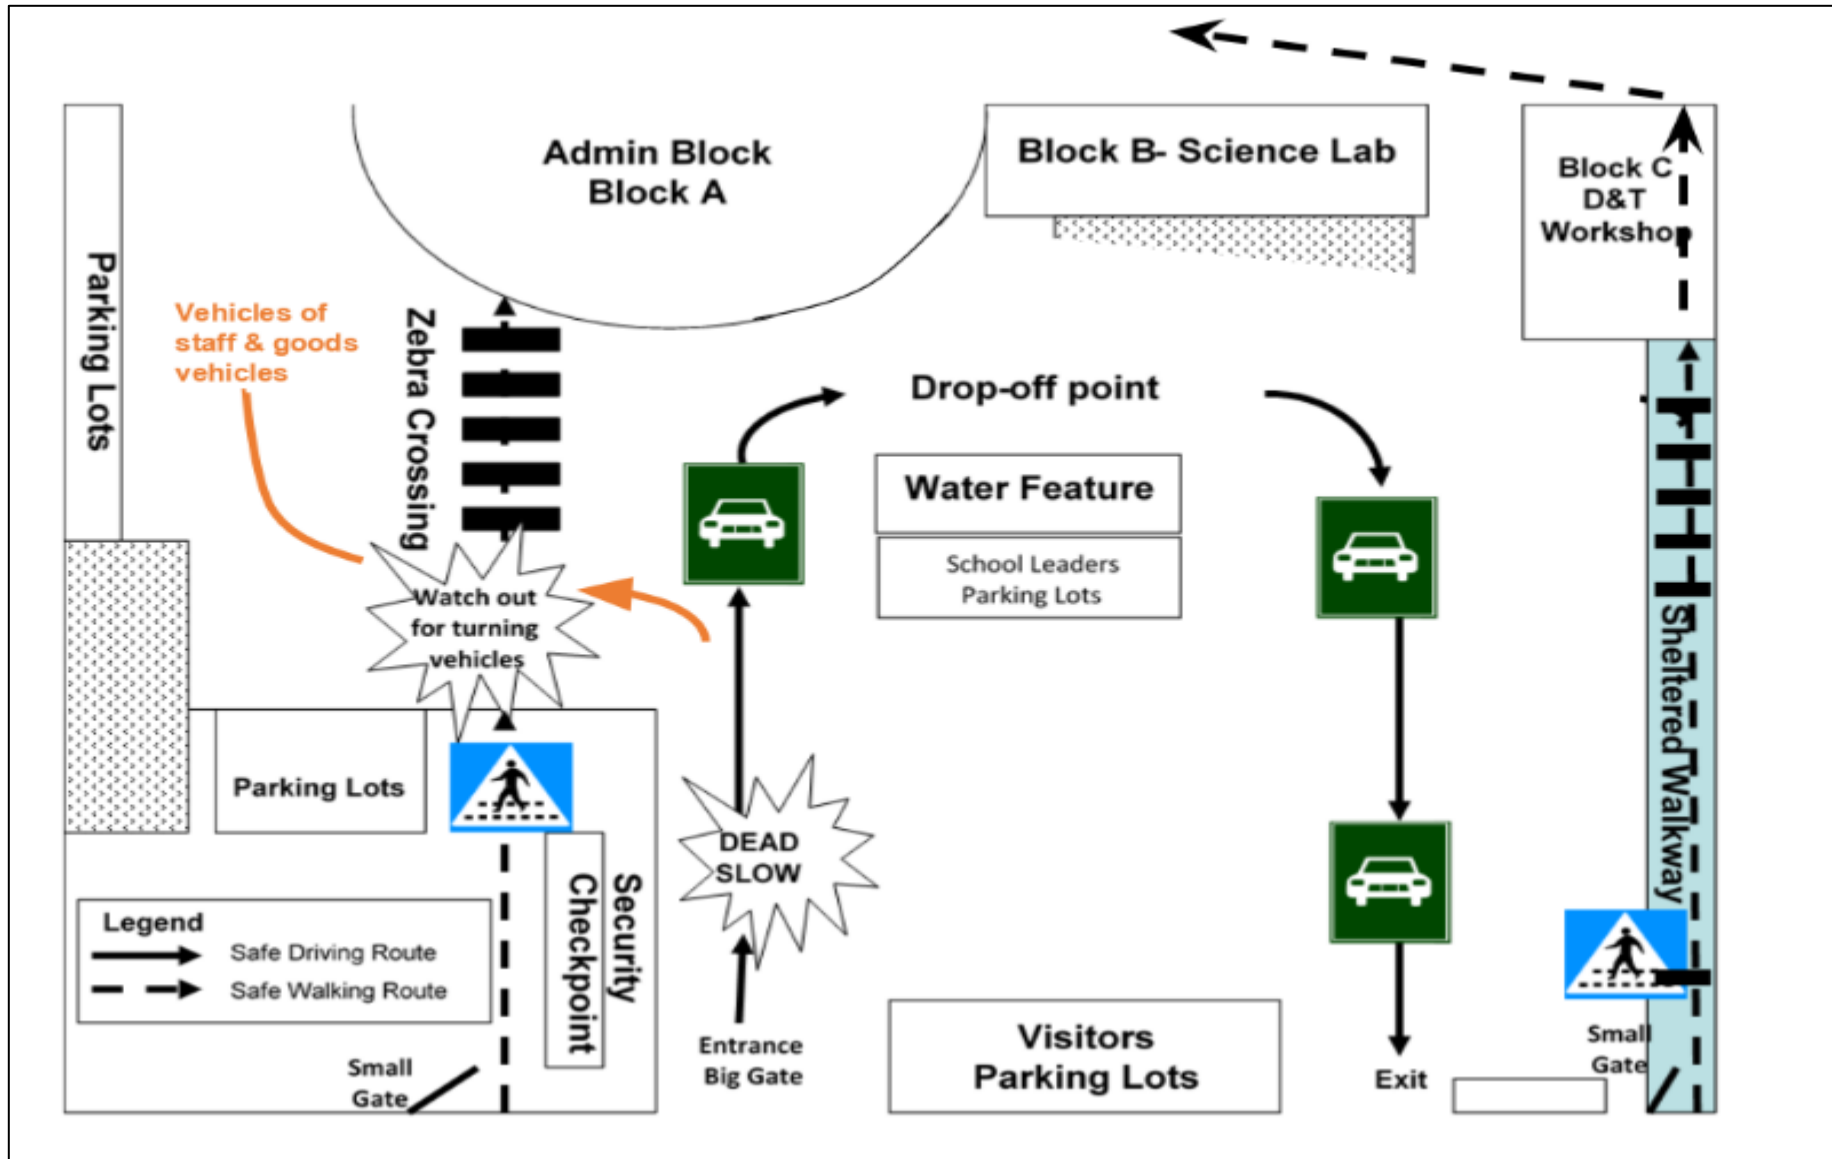 Admin Block
Block A
Block B- Science Lab
Block C
D&T
Workshop
Parking Lots
Vehicles of
staff & goods
vehicles
Zebra Crossing
Drop-off point
Water Feature
School Leaders
Parking Lots
Watch out
for turning
vehicles
Sheltered Walkway
Parking Lots
DEAD
SLOW
Security
Checkpoint
Legend
Safe Driving Route
Safe Walking Route
Small
Gate
Entrance
Big Gate
Visitors
Parking Lots
Exit
Small
Gate